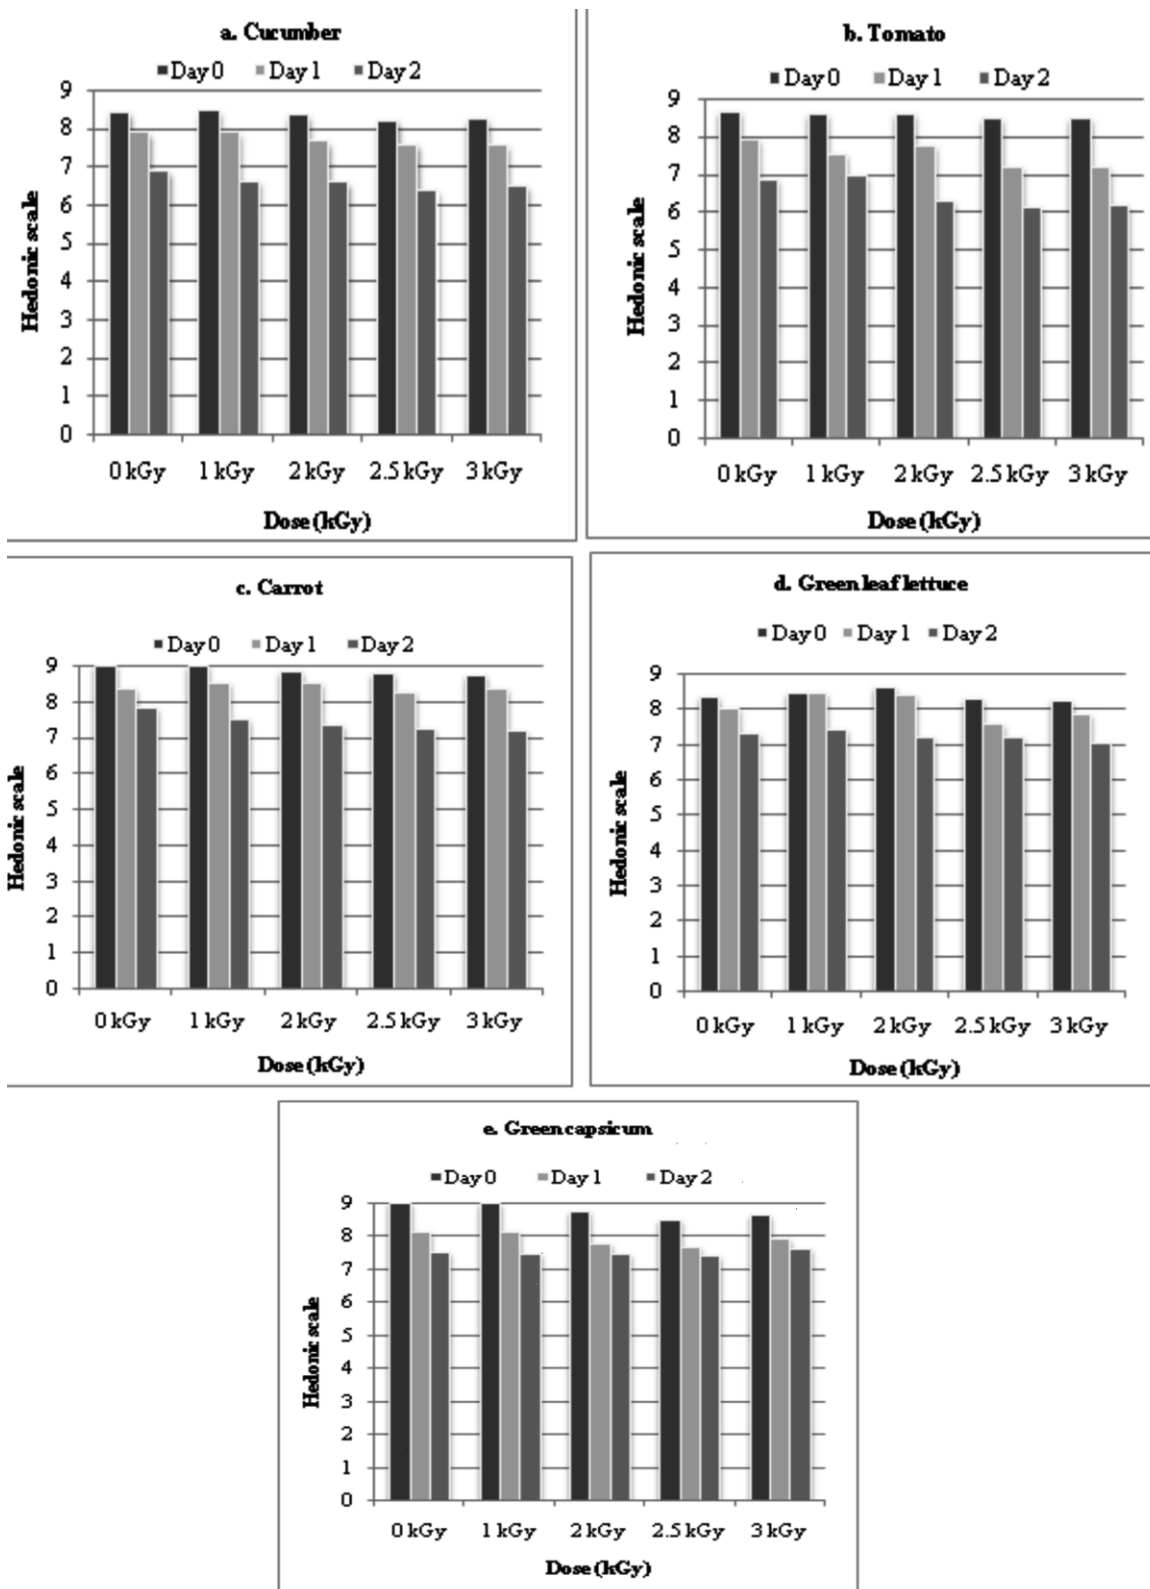 a. Cucumber
Day 0 Day 1 Day 2
9
8
7
6
5
4
3
2
1
0
Hedonic scale
0 kGy 1 kGy 2 kGy 2.5 kGy 3 kGy
Dose (kGy)
b. Tomato
Day 0 Day 1 Day 2
9
8
7
6
5
4
3
2
1
0
Hedonic scale
0 kGy 1 kGy 2 kGy 2.5 kGy 3 kGy
Dose (kGy)
c. Carrot
Day 0 Day 1 Day 2
9
8
7
6
5
4
3
2
1
0
Hedonic scale
0 kGy 1 kGy 2 kGy 2.5 kGy 3 kGy
Dose (kGy)
d. Green leaf lettuce
Day 0 Day 1 Day 2
9
8
7
6
5
4
3
2
1
0
Hedonic scale
0 kGy 1 kGy 2 kGy 2.5 kGy 3 kGy
Dose (kGy)
e. Green capsicum
Day 0 Day 1 Day 2
9
8
7
6
5
4
3
2
1
0
Hedonic scale
0 kGy 1 kGy 2 kGy 2.5 kGy 3 kGy
Dose (kGy)